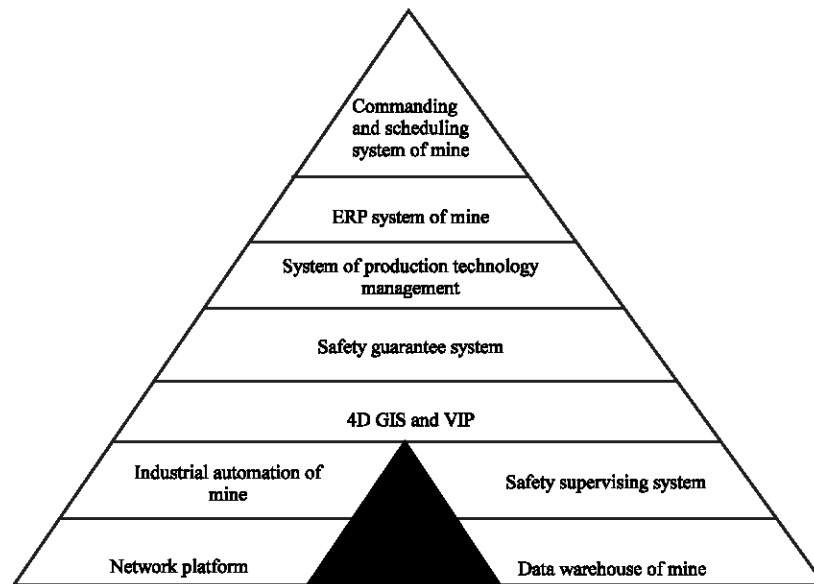 Commanding
and scheduling
system of mine
ERP system of mine
System of production technology
management
Safety guarantee system
4D GIS and VIP
Industrial automation of
mine
Safety supervising system
Network platform
Data warehouse of mine